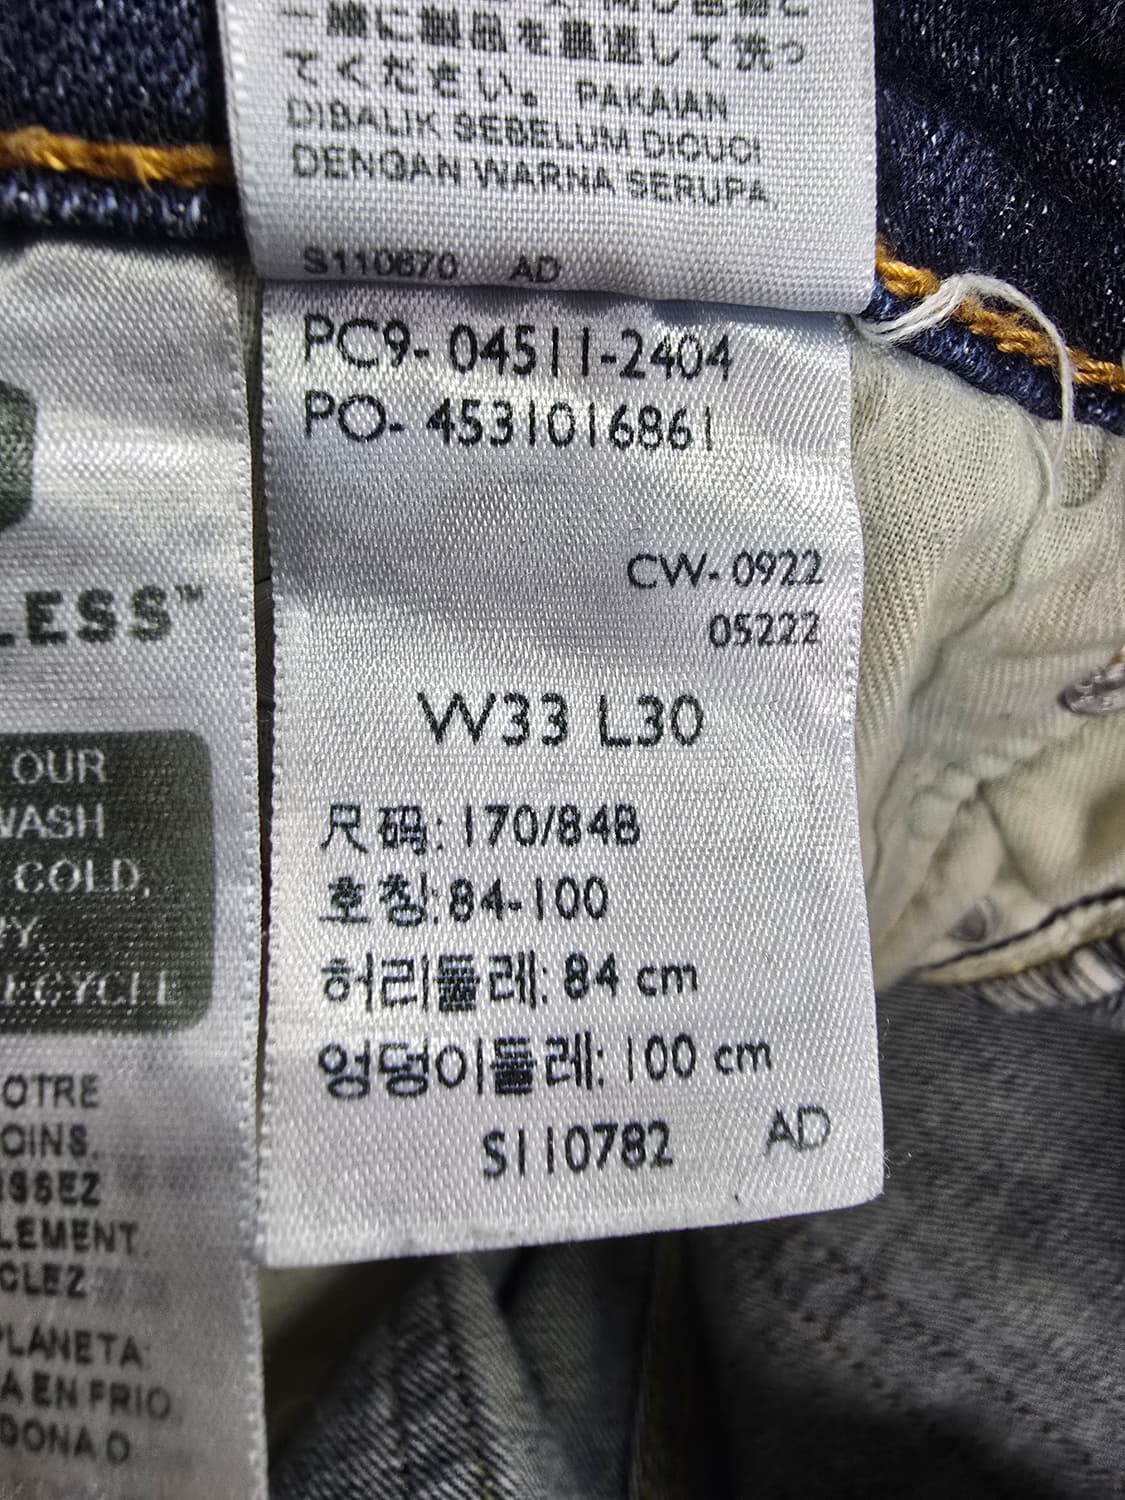 一緒に製品を裏返して洗っ
てください。 PAKAIAN
DIBALIK SEBELUM DICUCI
DENGAN WARNA SERUPA
S110670 AD
PC9- 04511-2404
PO- 4531016861
CW- 0922
05222
W33 L30
尺码: 170/84B
호칭:84-100
허리둘레: 84 cm
엉덩이둘레: 100 cm
S110782 AD
LESS™
OUR
WASH
COLD,
RECYCLE
OTRE
OINS.
ISSEZ
LEMENT.
CLEZ
PLANETA:
A EN FRIO
DONA O